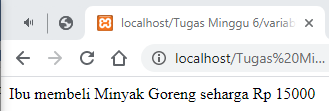 localhost/Tugas Minggu 6/variab
localhost/Tugas%20Mi...
Ibu membeli Minyak Goreng seharga Rp 15000